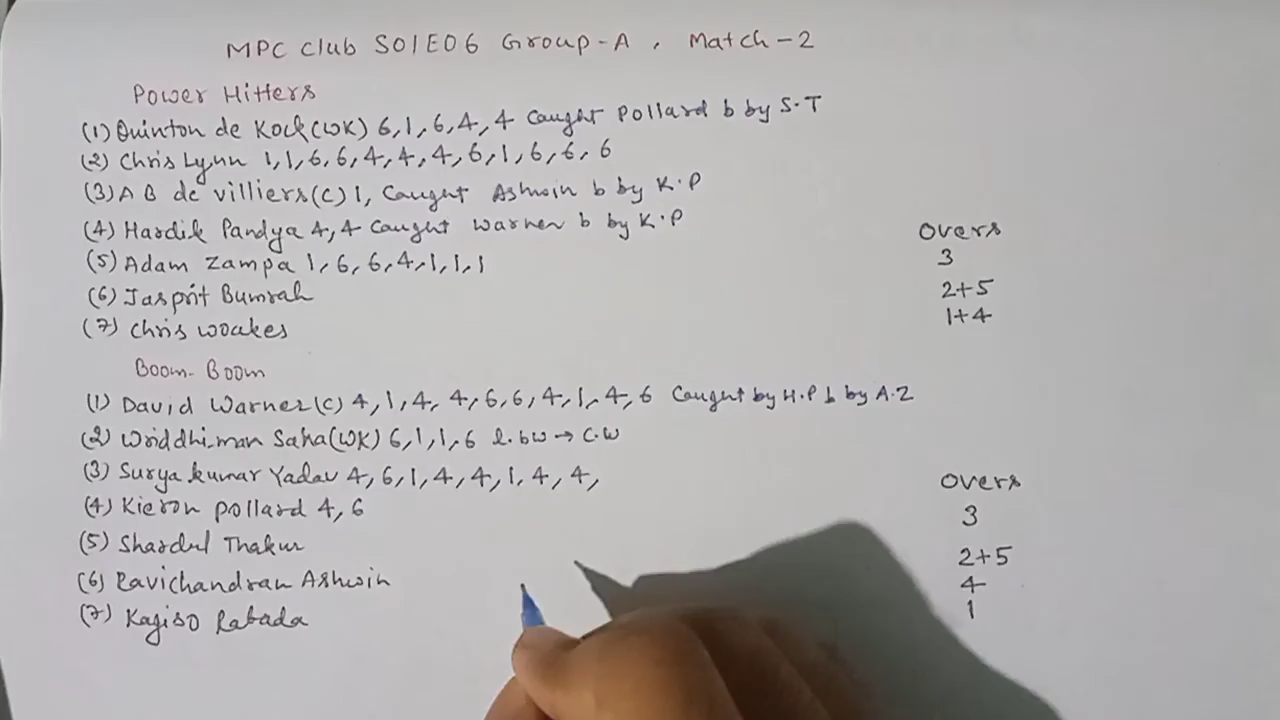 MPC Club S01E06 Group-A, Match-2
Power Hitters
(1) Quinton de Kock(WK) 6,1,6,4,4 Caught Pollard b by S.T
(2) Chris Lynn 1,1,6,6,4,4,4,6,1,6,6,6
(3) A B de villiers(C) 1, Caught Ashwin b by K.P
(4) Hardik Pandya 4,4 Caught Warner b by K.P
Overs
(5) Adam Zampa 1,6,6,4,1,1,1 3
(6) Jasprit Bumrah 2+5
(7) Chris woakes 1+4
Boom-Boom
(1) David Warner(C) 4,1,4,4,6,6,4,1,4,6 Caught by H.P b by A.Z
(2) Wriddhiman Saha(WK) 6,1,1,6 l.bw → C.W
(3) Surya kumar Yadav 4,6,1,4,4,1,4,4,
Overs
(4) Kieron pollard 4,6 3
(5) Shardul Thakur 2+5
(6) Ravichandran Ashwin 4
(7) Kagiso Rabada 1